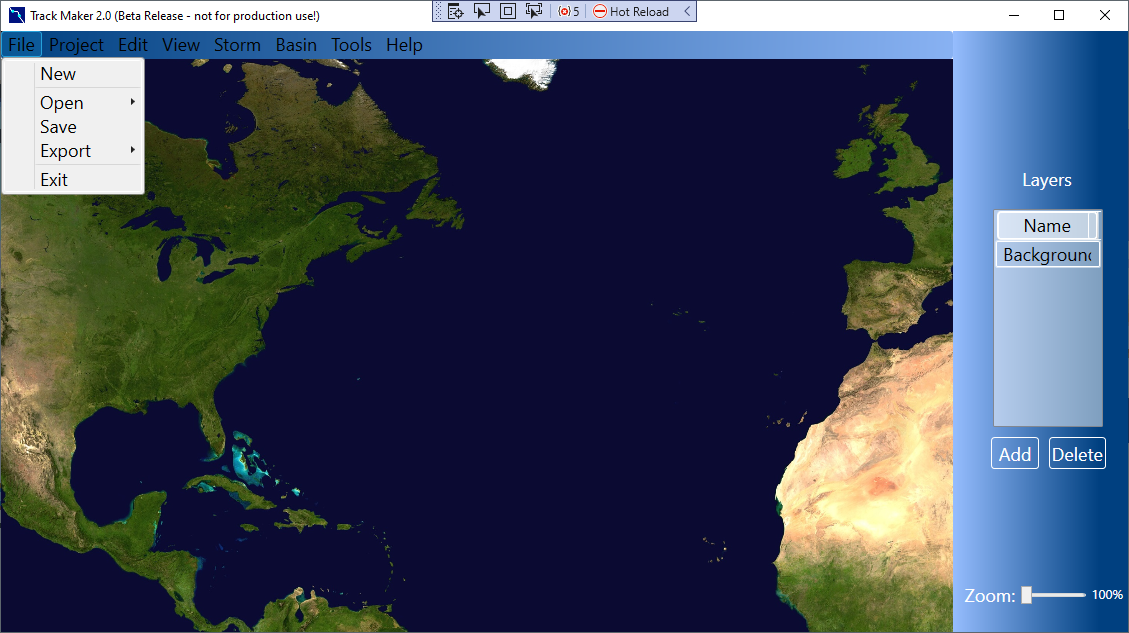 Track Maker 2.0 (Beta Release - not for production use!)
5
Hot Reload
File Project Edit View Storm Basin Tools Help
New
Open
Save
Export
Exit
Layers
Name
Background
Add Delete
Zoom: 100%